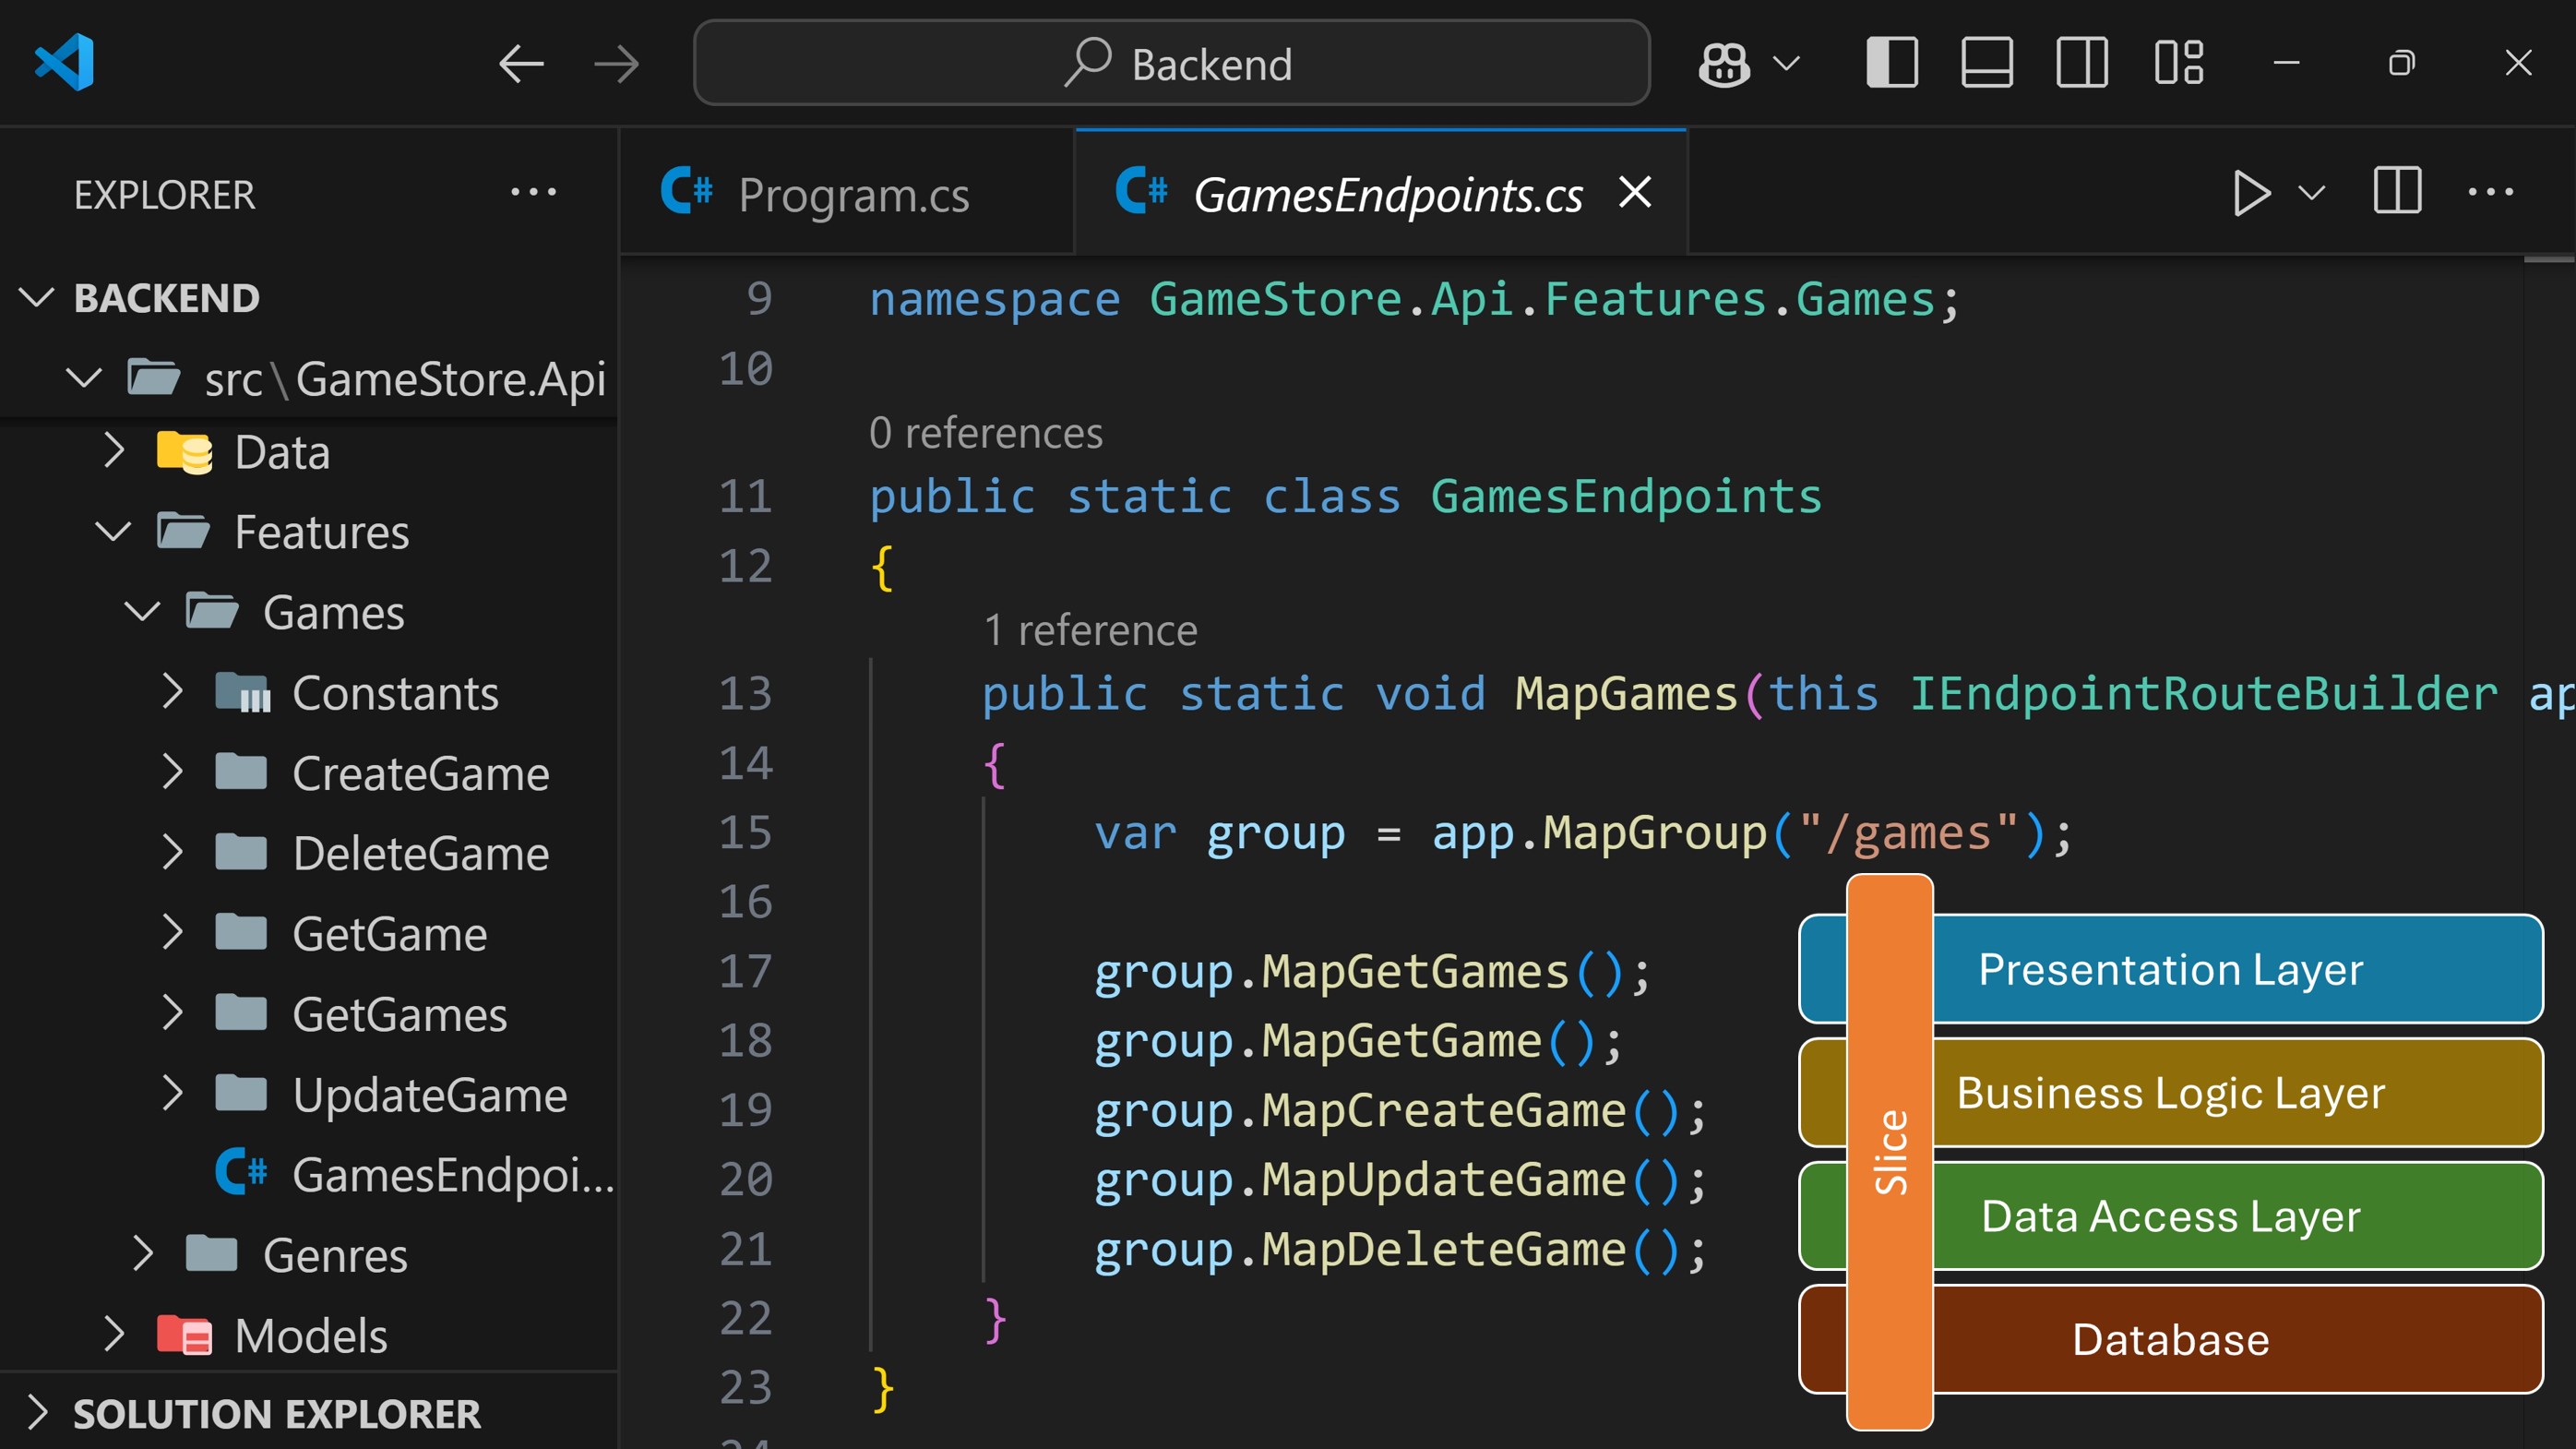 Backend
EXPLORER ...
BACKEND
src\GameStore.Api
Data
Features
Games
Constants
CreateGame
DeleteGame
GetGame
GetGames
UpdateGame
C# GamesEndpoi...
Genres
Models
SOLUTION EXPLORER
C# Program.cs
C# GamesEndpoints.cs
9 namespace GameStore.Api.Features.Games;
10
0 references
11 public static class GamesEndpoints
12 {
1 reference
13 public static void MapGames(this IEndpointRouteBuilder ap
14 {
15 var group = app.MapGroup("/games");
16
17 group.MapGetGames();
18 group.MapGetGame();
19 group.MapCreateGame();
20 group.MapUpdateGame();
21 group.MapDeleteGame();
22 }
23 }
Slice
Presentation Layer
Business Logic Layer
Data Access Layer
Database